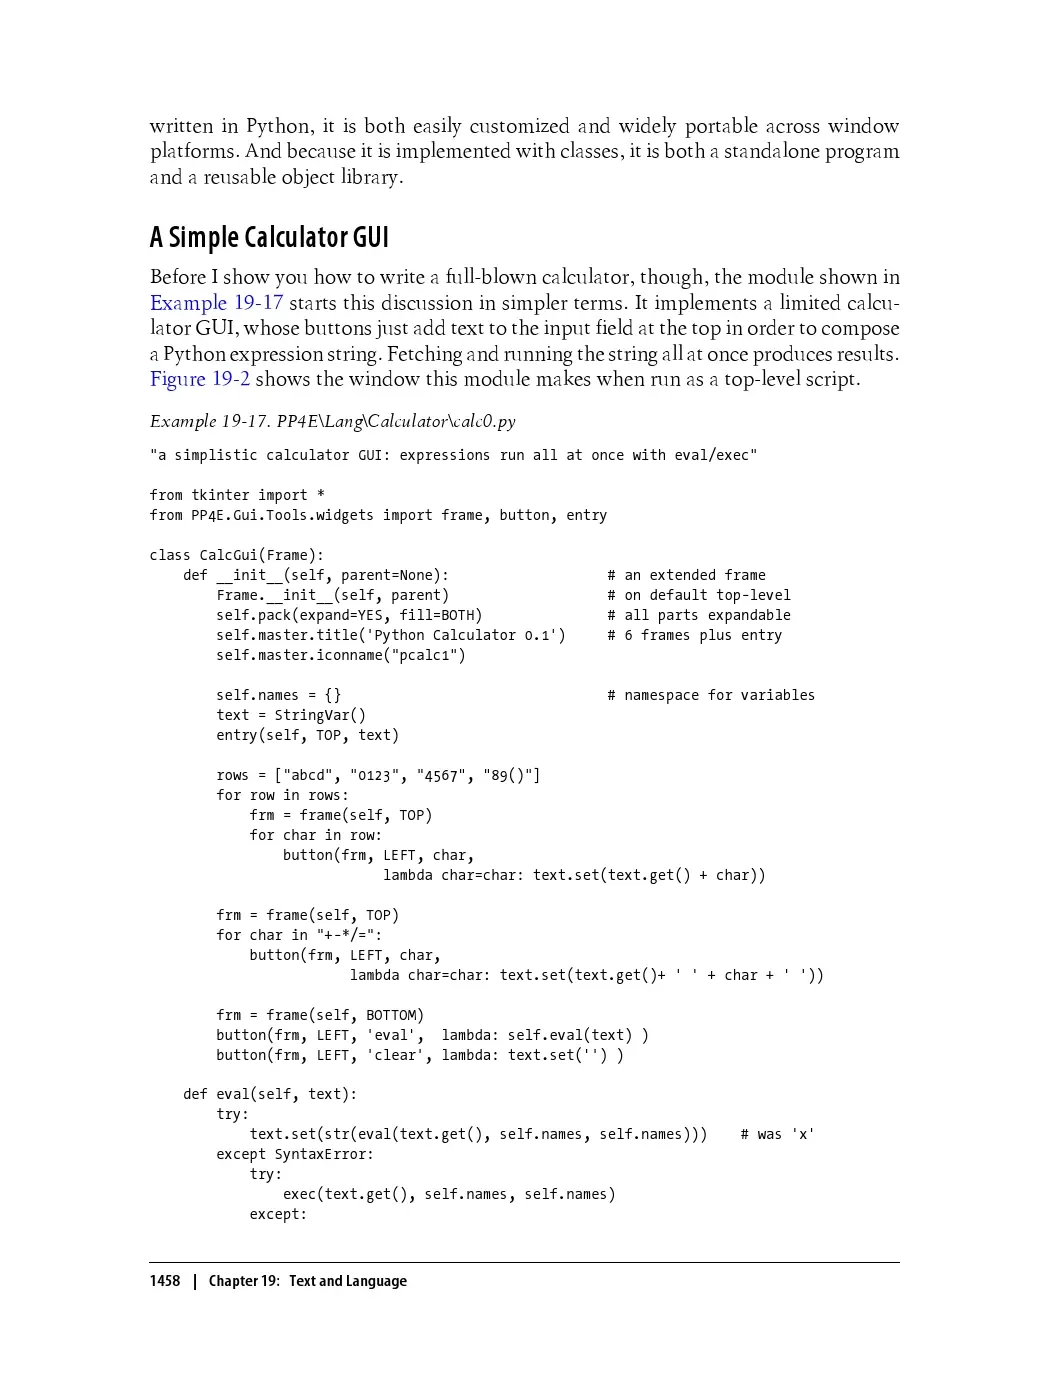 written in Python, it is both easily customized and widely portable across window
platforms. And because it is implemented with classes, it is both a standalone program
and a reusable object library.
A Simple Calculator GUI
Before I show you how to write a full-blown calculator, though, the module shown in
Example 19-17 starts this discussion in simpler terms. It implements a limited calcu-
lator GUI, whose buttons just add text to the input field at the top in order to compose
a Python expression string. Fetching and running the string all at once produces results.
Figure 19-2 shows the window this module makes when run as a top-level script.
Example 19-17. PP4E\Lang\Calculator\calc0.py
"a simplistic calculator GUI: expressions run all at once with eval/exec"
from tkinter import *
from PP4E.Gui.Tools.widgets import frame, button, entry
class CalcGui(Frame):
    def __init__(self, parent=None):                   # an extended frame
        Frame.__init__(self, parent)                   # on default top-level
        self.pack(expand=YES, fill=BOTH)               # all parts expandable
        self.master.title('Python Calculator 0.1')     # 6 frames plus entry
        self.master.iconname("pcalc1")
        self.names = {}                                # namespace for variables
        text = StringVar()
        entry(self, TOP, text)
        rows = ["abcd", "0123", "4567", "89()"]
        for row in rows:
            frm = frame(self, TOP)
            for char in row:
                button(frm, LEFT, char,
                            lambda char=char: text.set(text.get() + char))
        frm = frame(self, TOP)
        for char in "+-*/=":
            button(frm, LEFT, char,
                        lambda char=char: text.set(text.get()+ ' ' + char + ' '))
        frm = frame(self, BOTTOM)
        button(frm, LEFT, 'eval',  lambda: self.eval(text) )
        button(frm, LEFT, 'clear', lambda: text.set('') )
    def eval(self, text):
        try:
            text.set(str(eval(text.get(), self.names, self.names)))    # was 'x'
        except SyntaxError:
            try:
                exec(text.get(), self.names, self.names)
            except:
1458 | Chapter 19: Text and Language